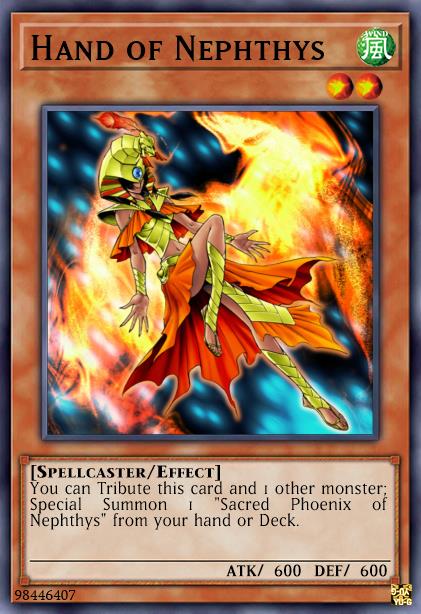 HAND OF NEPHTHYS
WIND
風
[SPELLCASTER/EFFECT]
You can Tribute this card and 1 other monster;
Special Summon 1 "Sacred Phoenix of
Nephthys" from your hand or Deck.
ATK/ 600 DEF/ 600
98446407